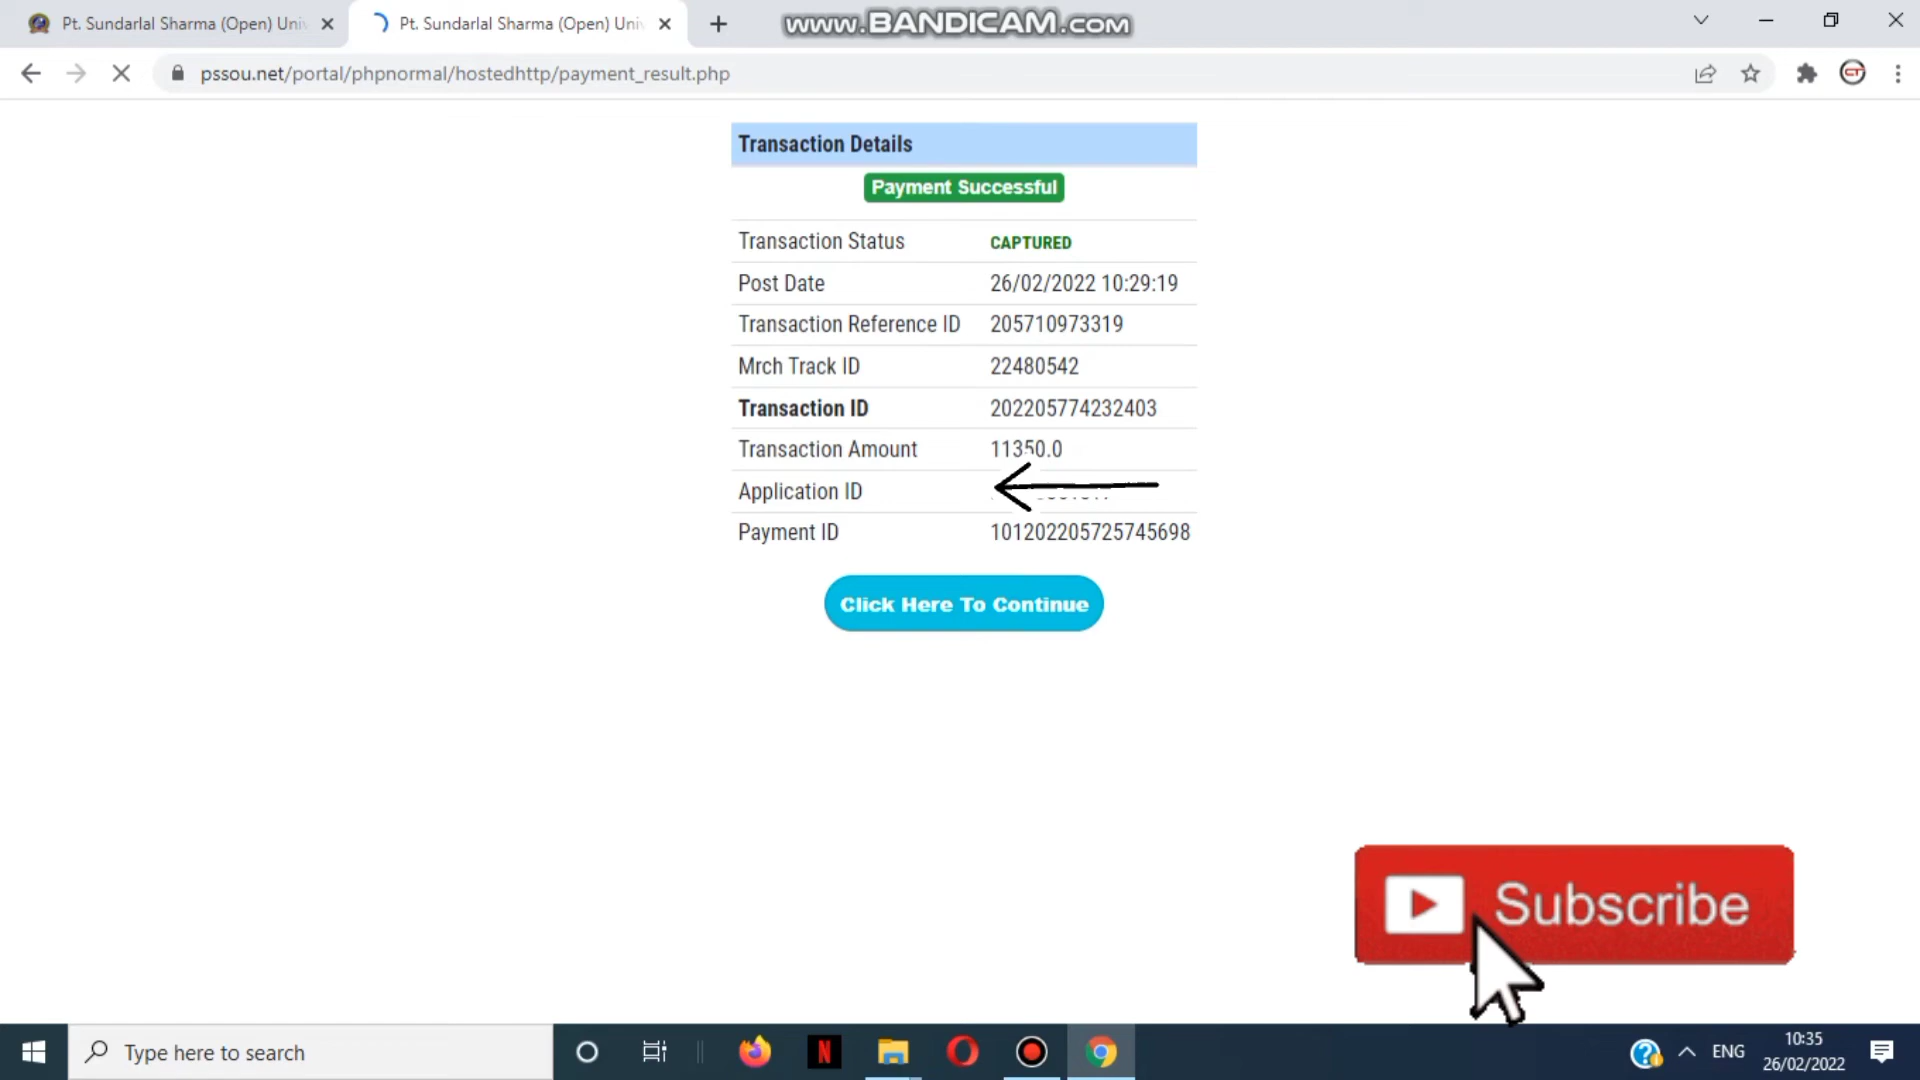 Pt. Sundarlal Sharma (Open) Univ
Pt. Sundarlal Sharma (Open) Univ
www.BANDICAM.com
pssou.net/portal/phpnormal/hostedhttp/payment_result.php
CT
Transaction Details
Payment Successful
Transaction Status CAPTURED
Post Date 26/02/2022 10:29:19
Transaction Reference ID 205710973319
Mrch Track ID 22480542
Transaction ID 202205774232403
Transaction Amount 11350.0
Application ID
Payment ID 101202205725745698
Click Here To Continue
Subscribe
Type here to search
N
ENG
10:35
26/02/2022